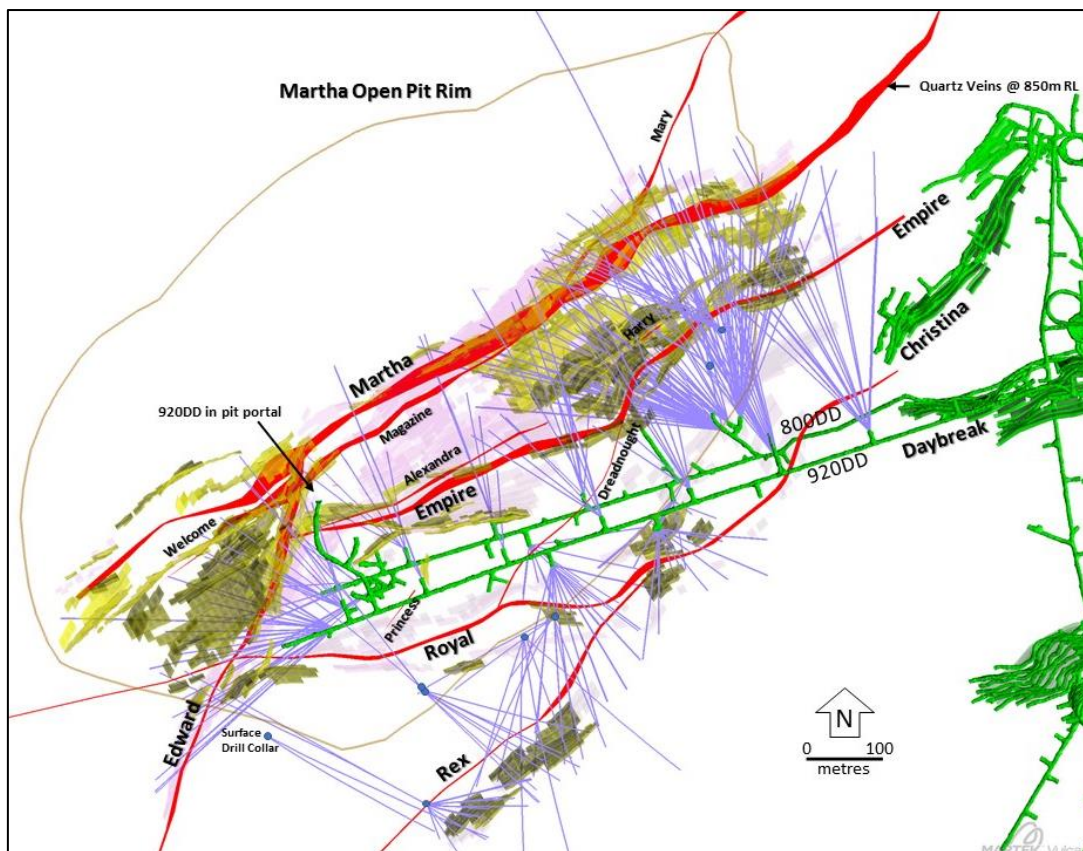 Martha Open Pit Rim
Quartz Veins @ 850m RL
Mary
Empire
Christina
Harry
Martha
920DD in pit portal
Magazine
800DD
Daybreak
920DD
Alexandra
Dreadnought
Empire
Welcome
Princess
Royal
Edward
Surface
Drill Collar
Rex
N
0 100
metres